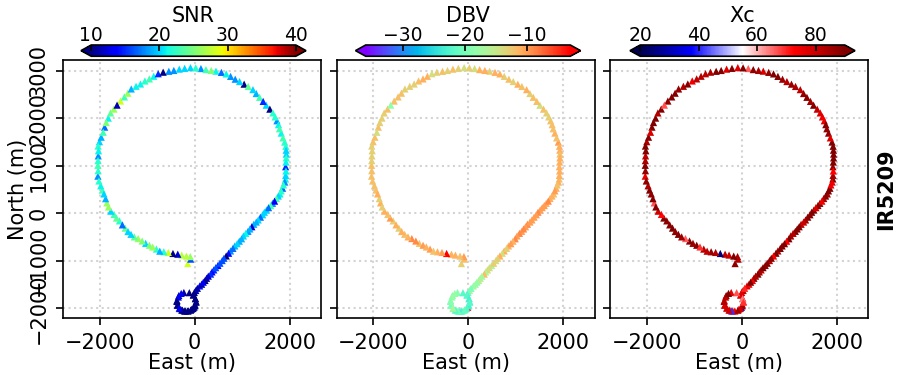 SNR
10 20 30 40
DBV
−30 −20 −10
Xc
20 40 60 80
North (m)
3000
2000
1000
0
−1000
−2000
−2000 0 2000
East (m)
−2000 0 2000
East (m)
−2000 0 2000
East (m)
IR5209